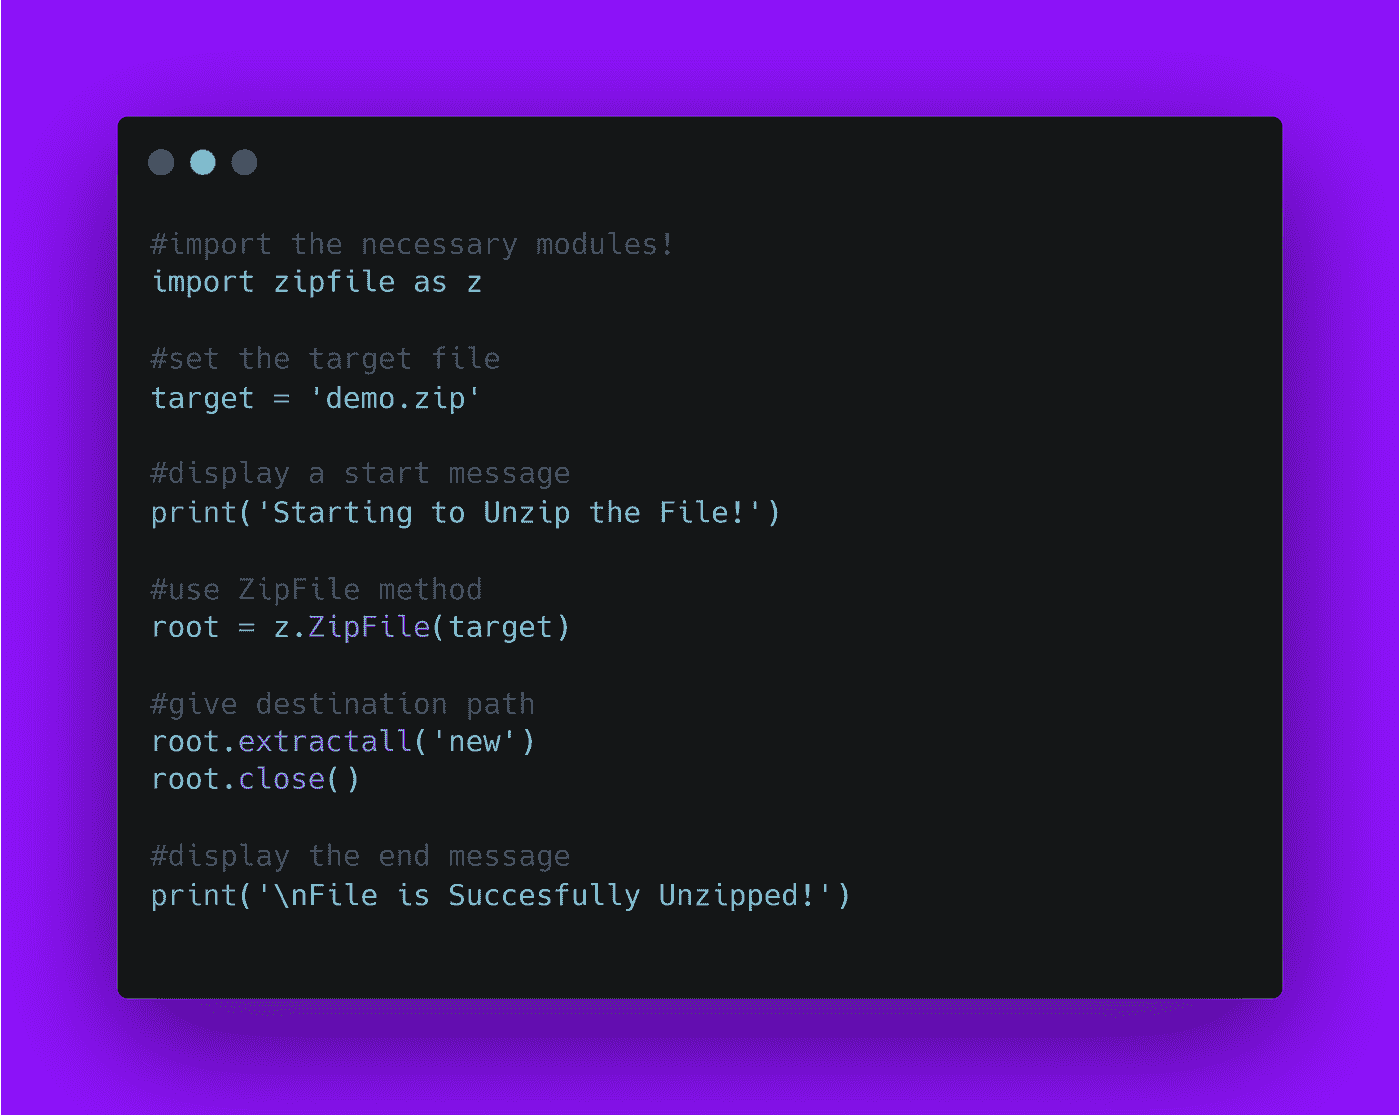 #import the necessary modules!
import zipfile as z
#set the target file
target = 'demo.zip'
#display a start message
print('Starting to Unzip the File!')
#use ZipFile method
root = z.ZipFile(target)
#give destination path
root.extractall('new')
root.close()
#display the end message
print('\nFile is Succesfully Unzipped!')